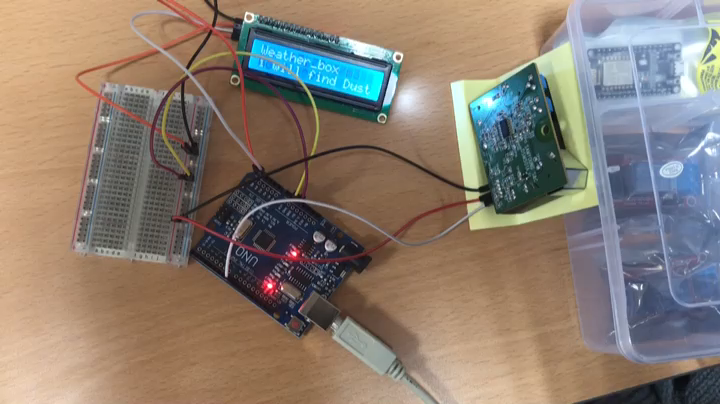 Weather_box
I will find Dust
UNO